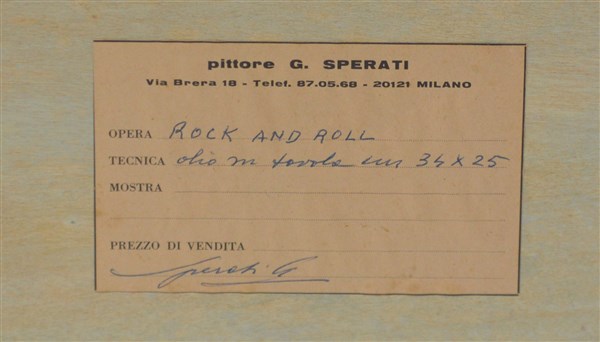 pittore G. SPERATI
Via Brera 18 - Telef. 87.05.68 - 20121 MILANO
OPERA ROCK AND ROLL
TECNICA olio su tavola cm 34 x 25
MOSTRA
PREZZO DI VENDITA
Sperati G